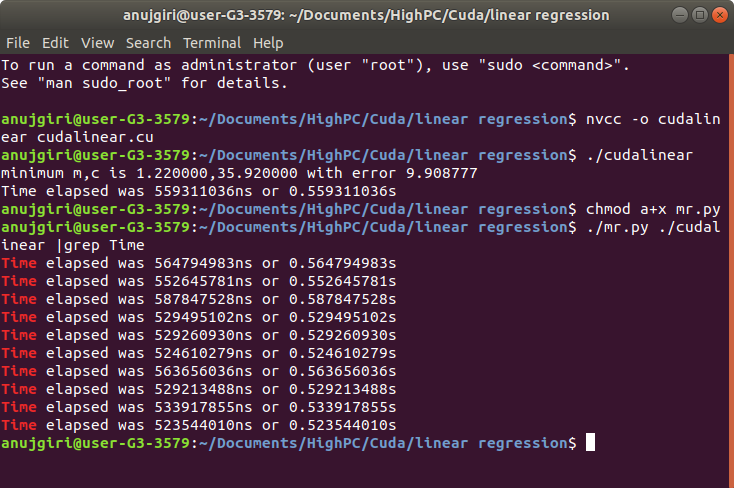 anujgiri@user-G3-3579: ~/Documents/HighPC/Cuda/linear regression
File Edit View Search Terminal Help
To run a command as administrator (user "root"), use "sudo <command>".
See "man sudo_root" for details.
anujgiri@user-G3-3579:~/Documents/HighPC/Cuda/linear regression$ nvcc -o cudalin
ear cudalinear.cu
anujgiri@user-G3-3579:~/Documents/HighPC/Cuda/linear regression$ ./cudalinear
minimum m,c is 1.220000,35.920000 with error 9.908777
Time elapsed was 559311036ns or 0.559311036s
anujgiri@user-G3-3579:~/Documents/HighPC/Cuda/linear regression$ chmod a+x mr.py
anujgiri@user-G3-3579:~/Documents/HighPC/Cuda/linear regression$ ./mr.py ./cudal
inear |grep Time
Time elapsed was 564794983ns or 0.564794983s
Time elapsed was 552645781ns or 0.552645781s
Time elapsed was 587847528ns or 0.587847528s
Time elapsed was 529495102ns or 0.529495102s
Time elapsed was 529260930ns or 0.529260930s
Time elapsed was 524610279ns or 0.524610279s
Time elapsed was 563656036ns or 0.563656036s
Time elapsed was 529213488ns or 0.529213488s
Time elapsed was 533917855ns or 0.533917855s
Time elapsed was 523544010ns or 0.523544010s
anujgiri@user-G3-3579:~/Documents/HighPC/Cuda/linear regression$